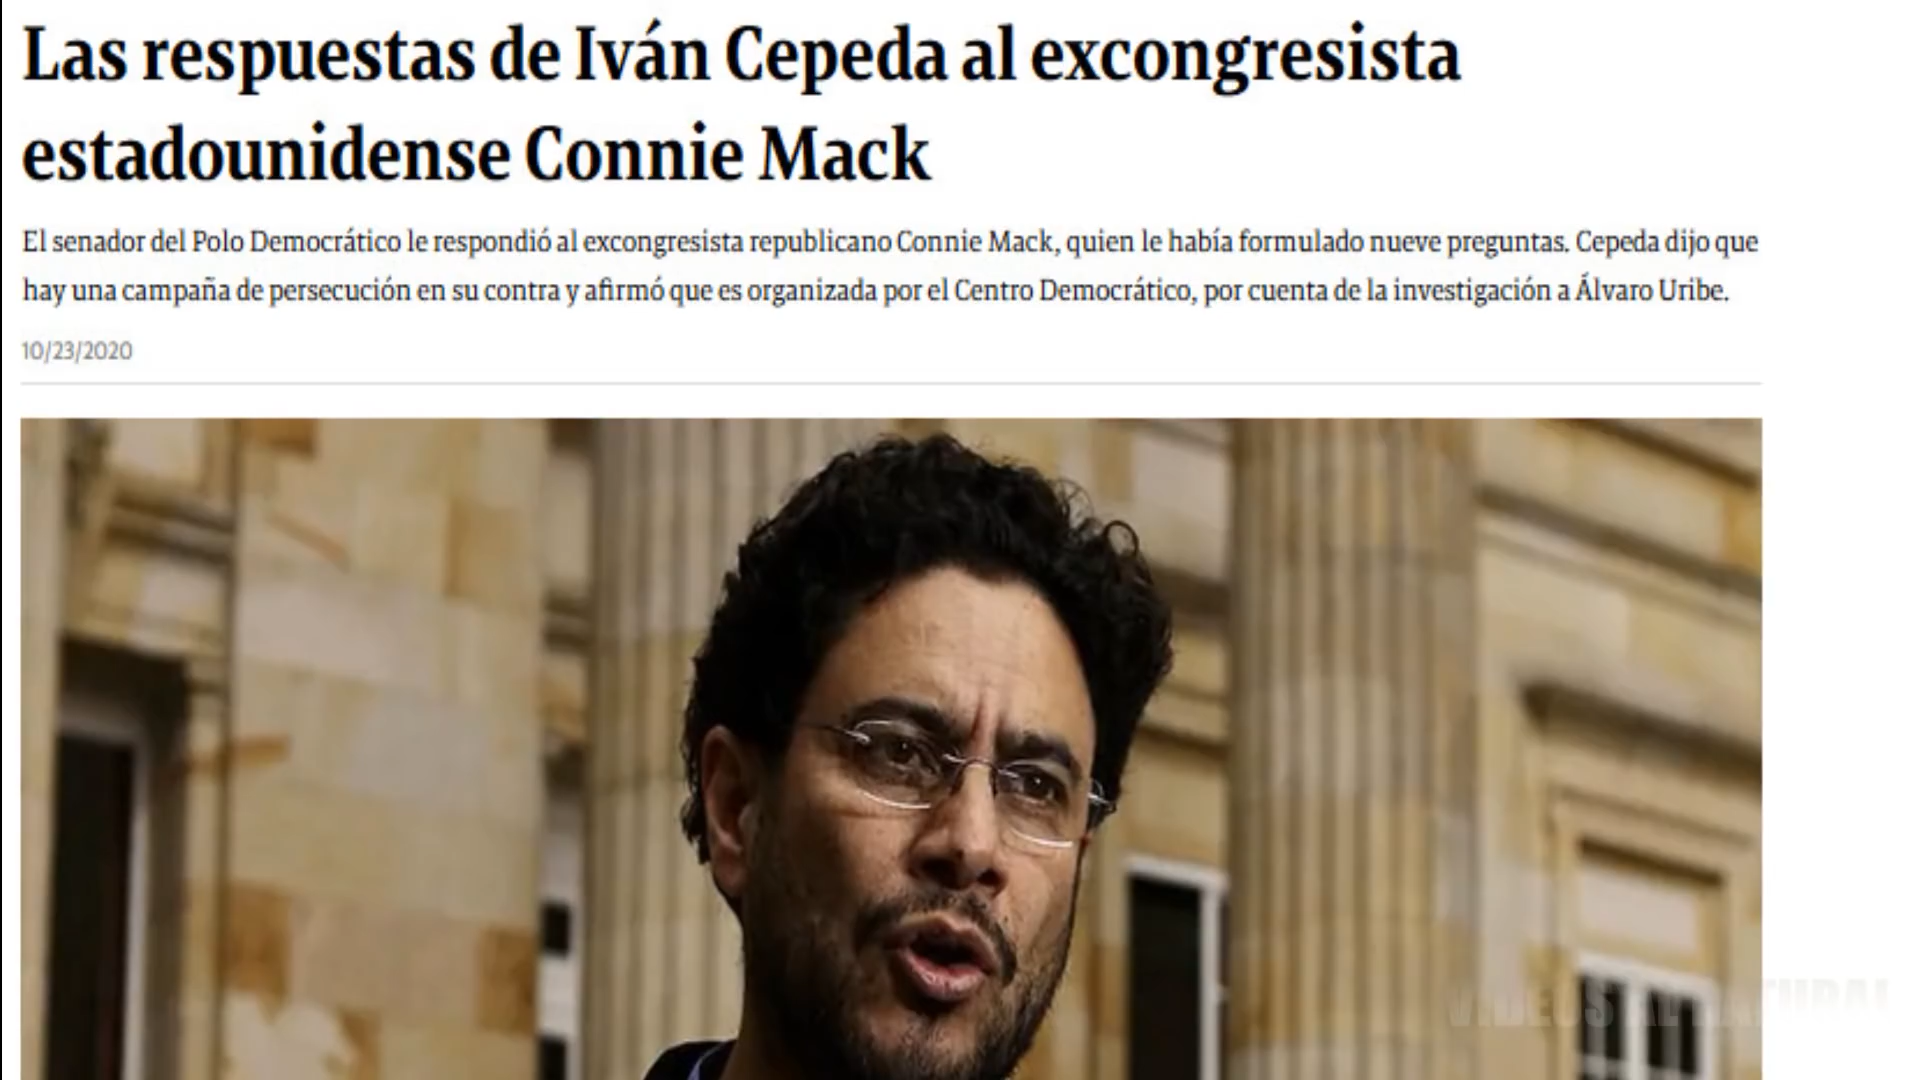 Las respuestas de Iván Cepeda al excongresista
estadounidense Connie Mack
El senador del Polo Democrático le respondió al excongresista republicano Connie Mack, quien le había formulado nueve preguntas. Cepeda dijo que
hay una campaña de persecución en su contra y afirmó que es organizada por el Centro Democrático, por cuenta de la investigación a Álvaro Uribe.
10/23/2020
VIDEOS AL NATURAL